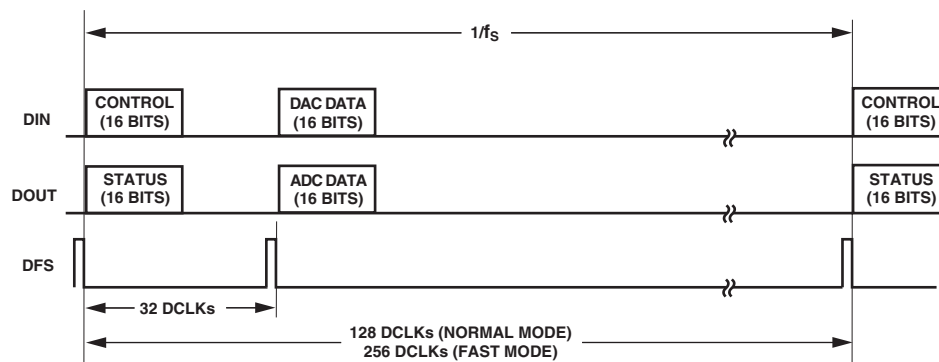 1/fS
DIN
CONTROL
(16 BITS)
DAC DATA
(16 BITS)
CONTROL
(16 BITS)
DOUT
STATUS
(16 BITS)
ADC DATA
(16 BITS)
STATUS
(16 BITS)
DFS
32 DCLKs
128 DCLKs (NORMAL MODE)
256 DCLKs (FAST MODE)